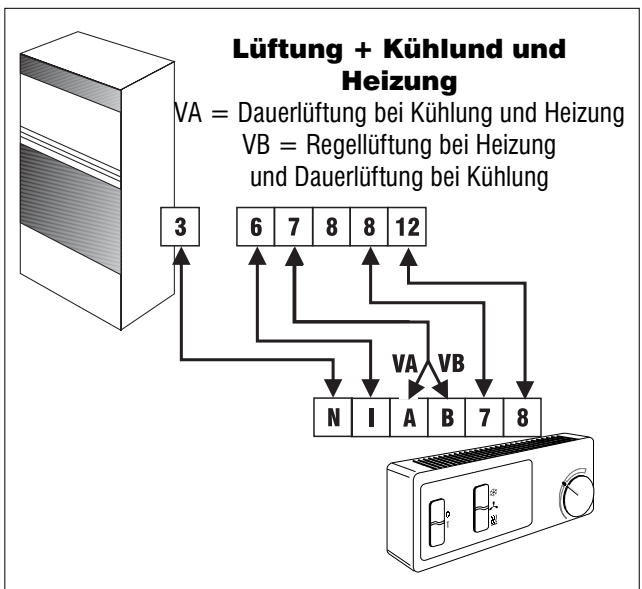 Lüftung + Kühlund und
Heizung
VA = Dauerlüftung bei Kühlung und Heizung
VB = Regellüftung bei Heizung
und Dauerlüftung bei Kühlung
3 6 7 8 8 12
VA VB
N I A B 7 8